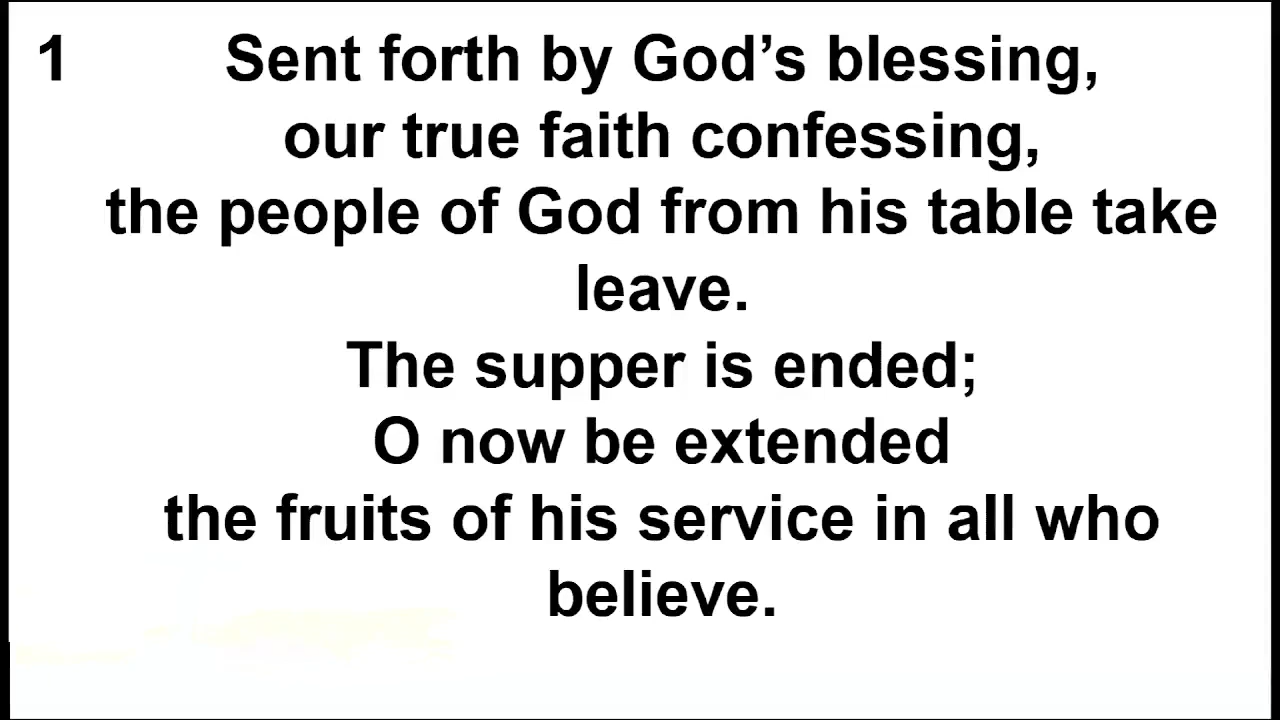 1 Sent forth by God’s blessing,
our true faith confessing,
the people of God from his table take
leave.
The supper is ended;
O now be extended
the fruits of his service in all who
believe.